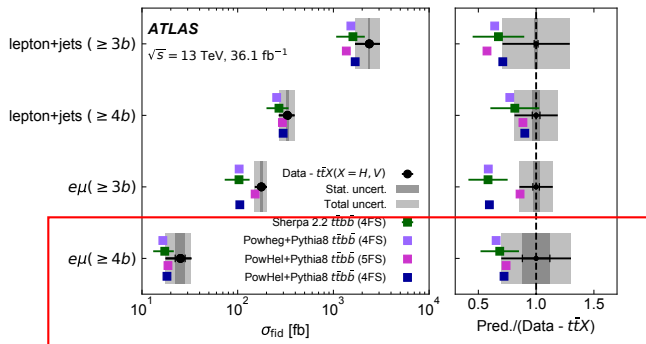 ATLAS
√s = 13 TeV, 36.1 fb⁻¹
lepton+jets ( ≥ 3b)
lepton+jets ( ≥ 4b)
eμ( ≥ 3b)
eμ( ≥ 4b)
Data - tt̄X(X = H, V)
Stat. uncert.
Total uncert.
Sherpa 2.2 tt̄bb̄ (4FS)
Powheg+Pythia8 tt̄bb̄ (4FS)
PowHel+Pythia8 tt̄bb̄ (5FS)
PowHel+Pythia8 tt̄bb̄ (4FS)
10¹ 10² 10³ 10⁴
σfid [fb]
0.5 1.0 1.5
Pred./(Data - tt̄X)